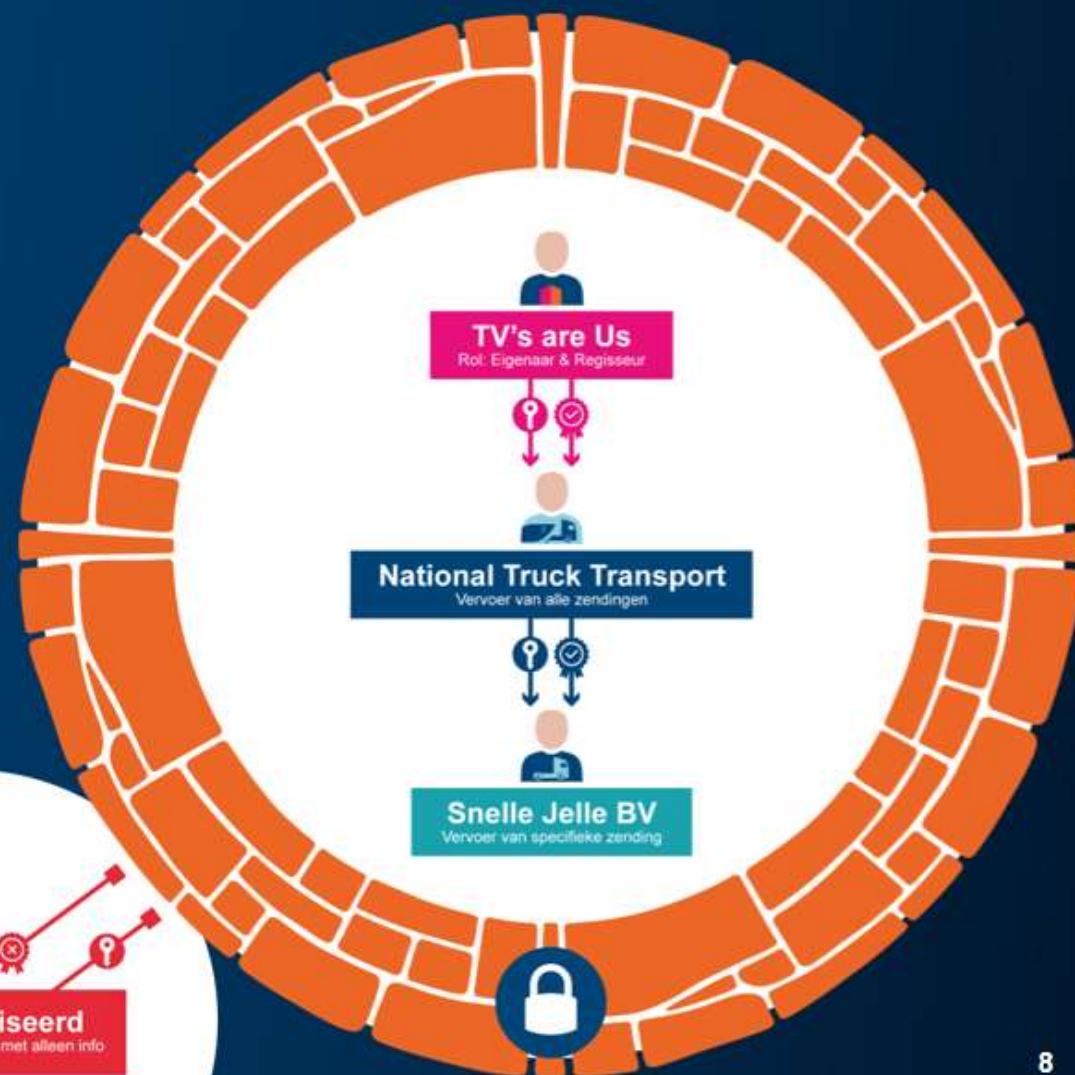 TV's are Us
Rol: Eigenaar & Regisseur
National Truck Transport
Vervoer van alle zendingen
Snelle Jelle BV
Vervoer van specifieke zending
iseerd
met alleen info
8